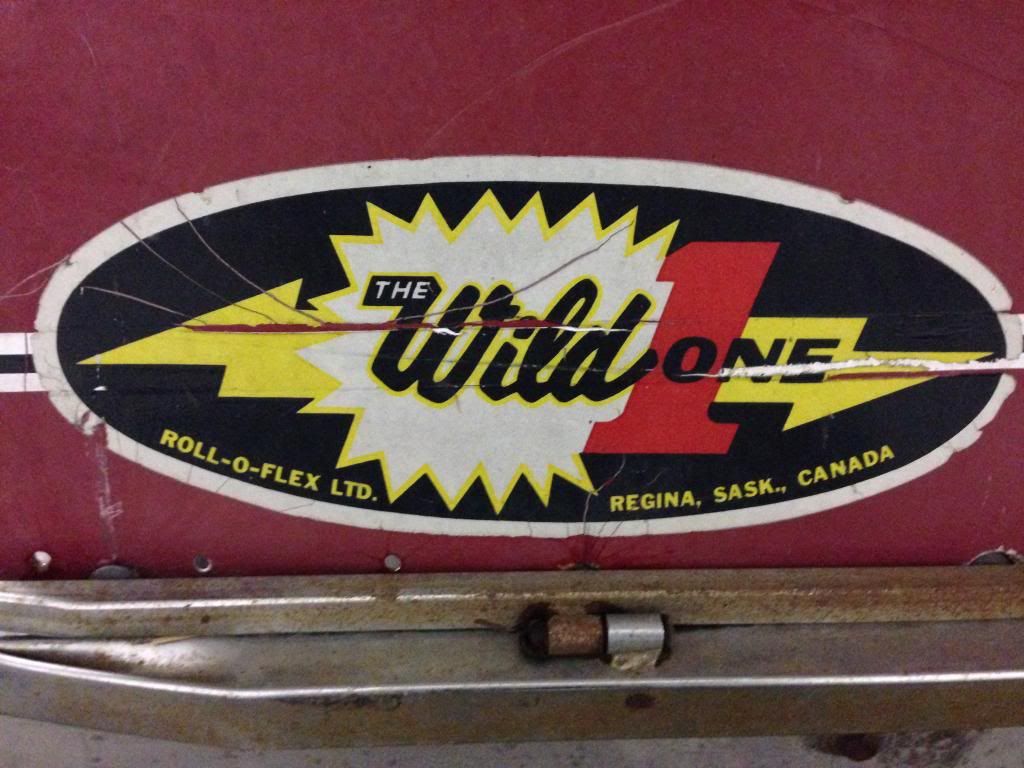 THE
Wild 1 ONE
ROLL-O-FLEX LTD.
REGINA, SASK., CANADA